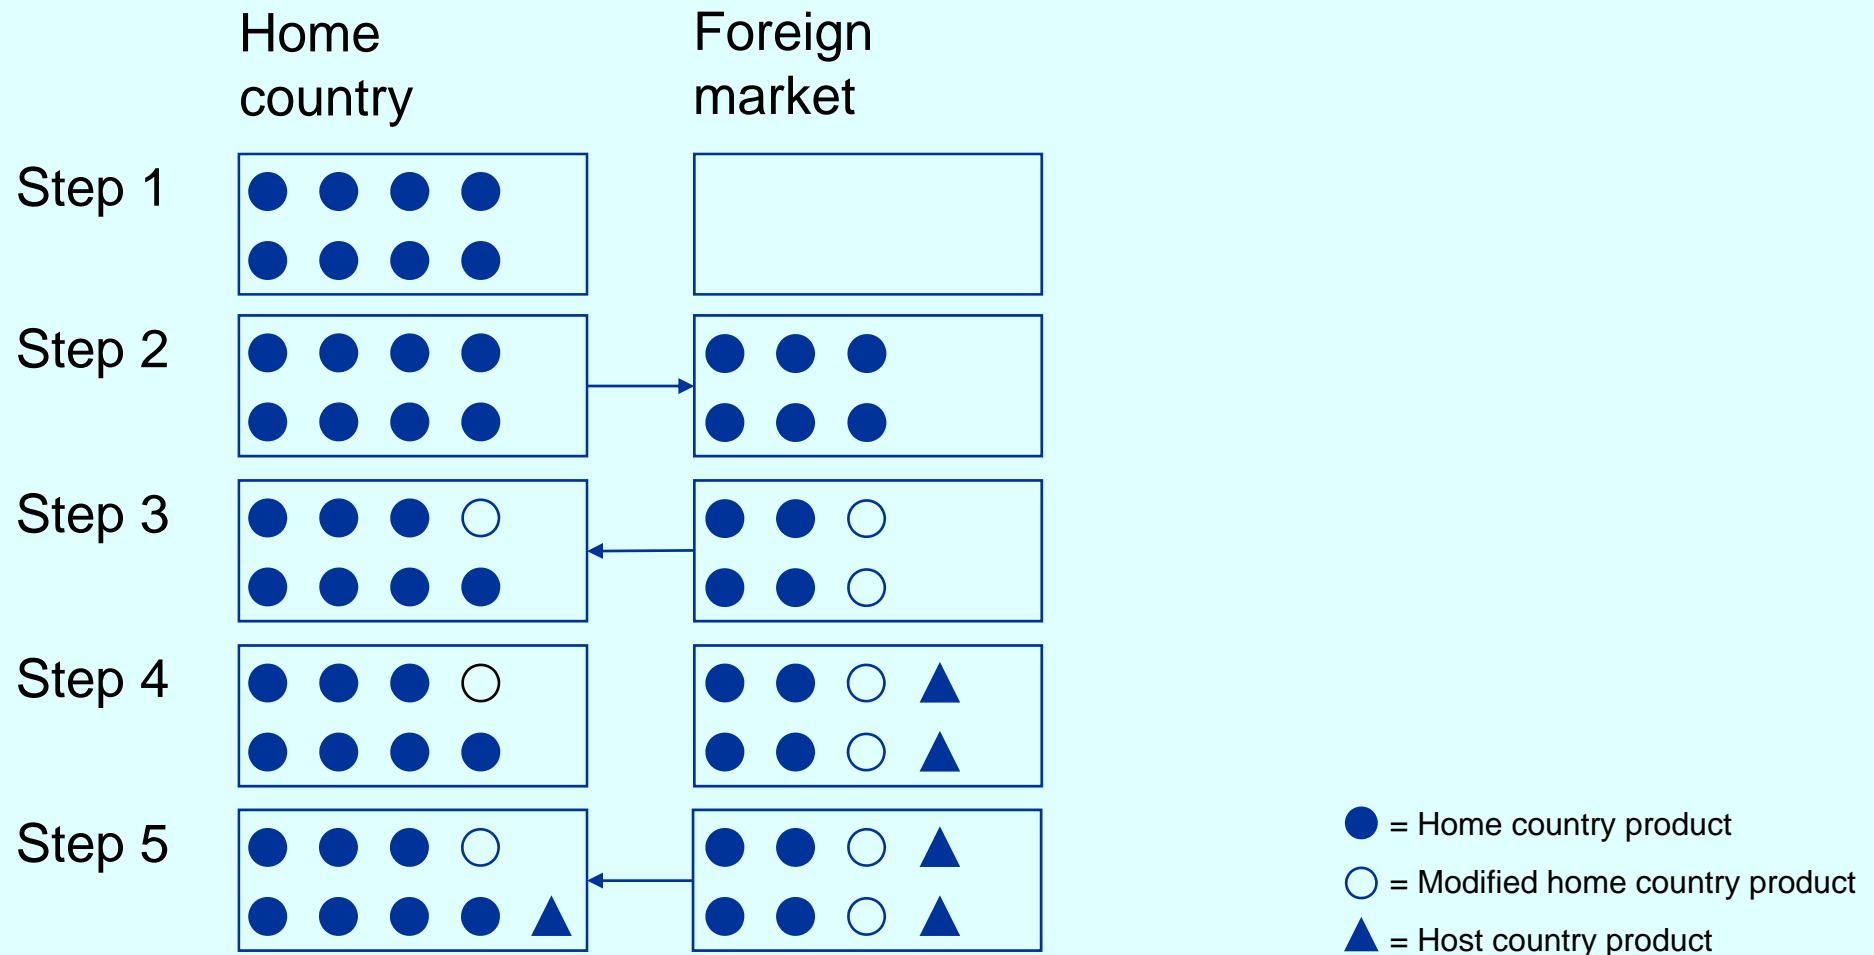 Home
country
Foreign
market
Step 1
Step 2
Step 3
Step 4
Step 5
= Home country product
= Modified home country product
= Host country product